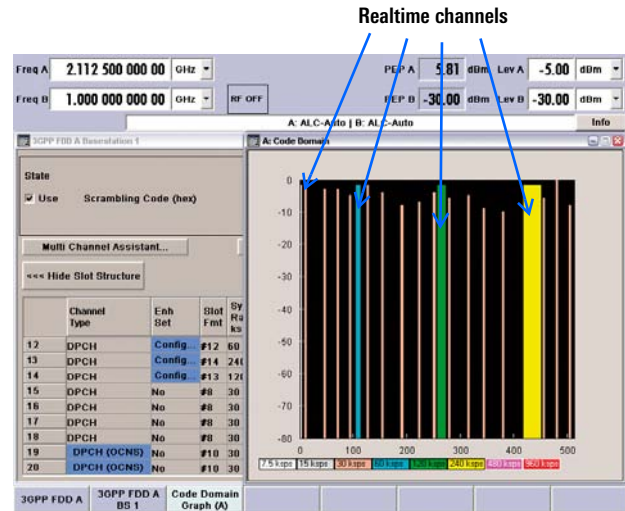 Realtime channels
Freq A 2.112 500 000 00 GHz PEP A 5.81 dBm Lev A -5.00 dBm
Freq B 1.000 000 000 00 GHz RF OFF PEP B -30.00 dBm Lev B -30.00 dBm
A: ALC-Auto | B: ALC-Auto Info
3GPP FDD A Basestation 1
A: Code Domain
State
Use Scrambling Code (hex)
Multi Channel Assistant...
<<< Hide Slot Structure
Channel Type Enh Set Slot Fmt Sy Ra ks
12 DPCH Config... #12 60
13 DPCH Config... #14 240
14 DPCH Config... #13 120
15 DPCH No #8 30
16 DPCH No #8 30
17 DPCH No #8 30
18 DPCH No #8 30
19 DPCH (OCNS) No #10 30
20 DPCH (OCNS) No #10 30
0
-30
-40
-50
-60
-70
-80
0 100 200 300 400 500
7.5 ksps 15 ksps 30 ksps 60 ksps 120 ksps 240 ksps 480 ksps 960 ksps
3GPP FDD A
3GPP FDD A BS 1
Code Domain Graph (A)